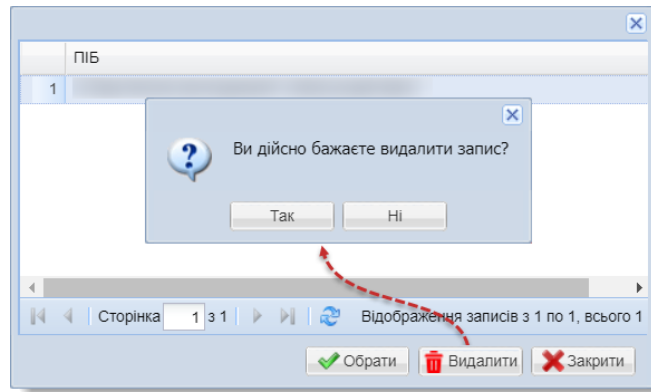 ПІБ
1
Ви дійсно бажаєте видалити запис?
Так Ні
Сторінка 1 з 1 Відображення записів з 1 по 1, всього 1
Обрати Видалити Закрити